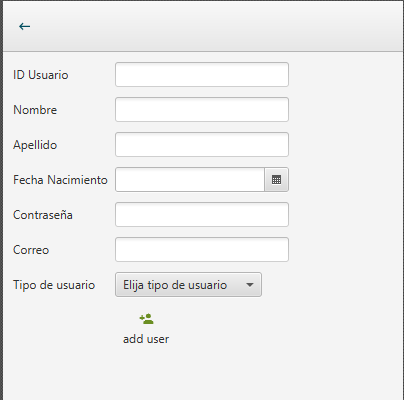 ID Usuario
Nombre
Apellido
Fecha Nacimiento
Contraseña
Correo
Tipo de usuario Elija tipo de usuario
add user